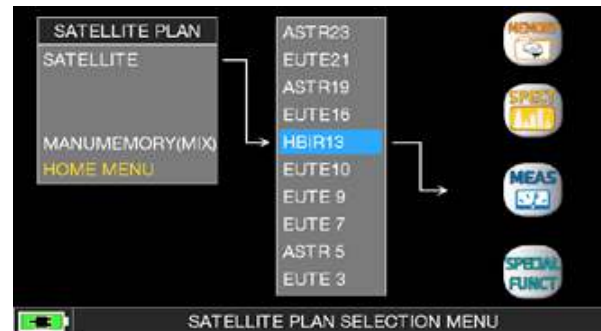 SATELLITE PLAN
SATELLITE
MANUMEMORY(MIX)
HOME MENU
ASTR23
EUTE21
ASTR19
EUTE16
HBIR13
EUTE10
EUTE 9
EUTE 7
ASTR 5
EUTE 3
MEMORY
SPECT
MEAS
SPECIAL
FUNCT
SATELLITE PLAN SELECTION MENU